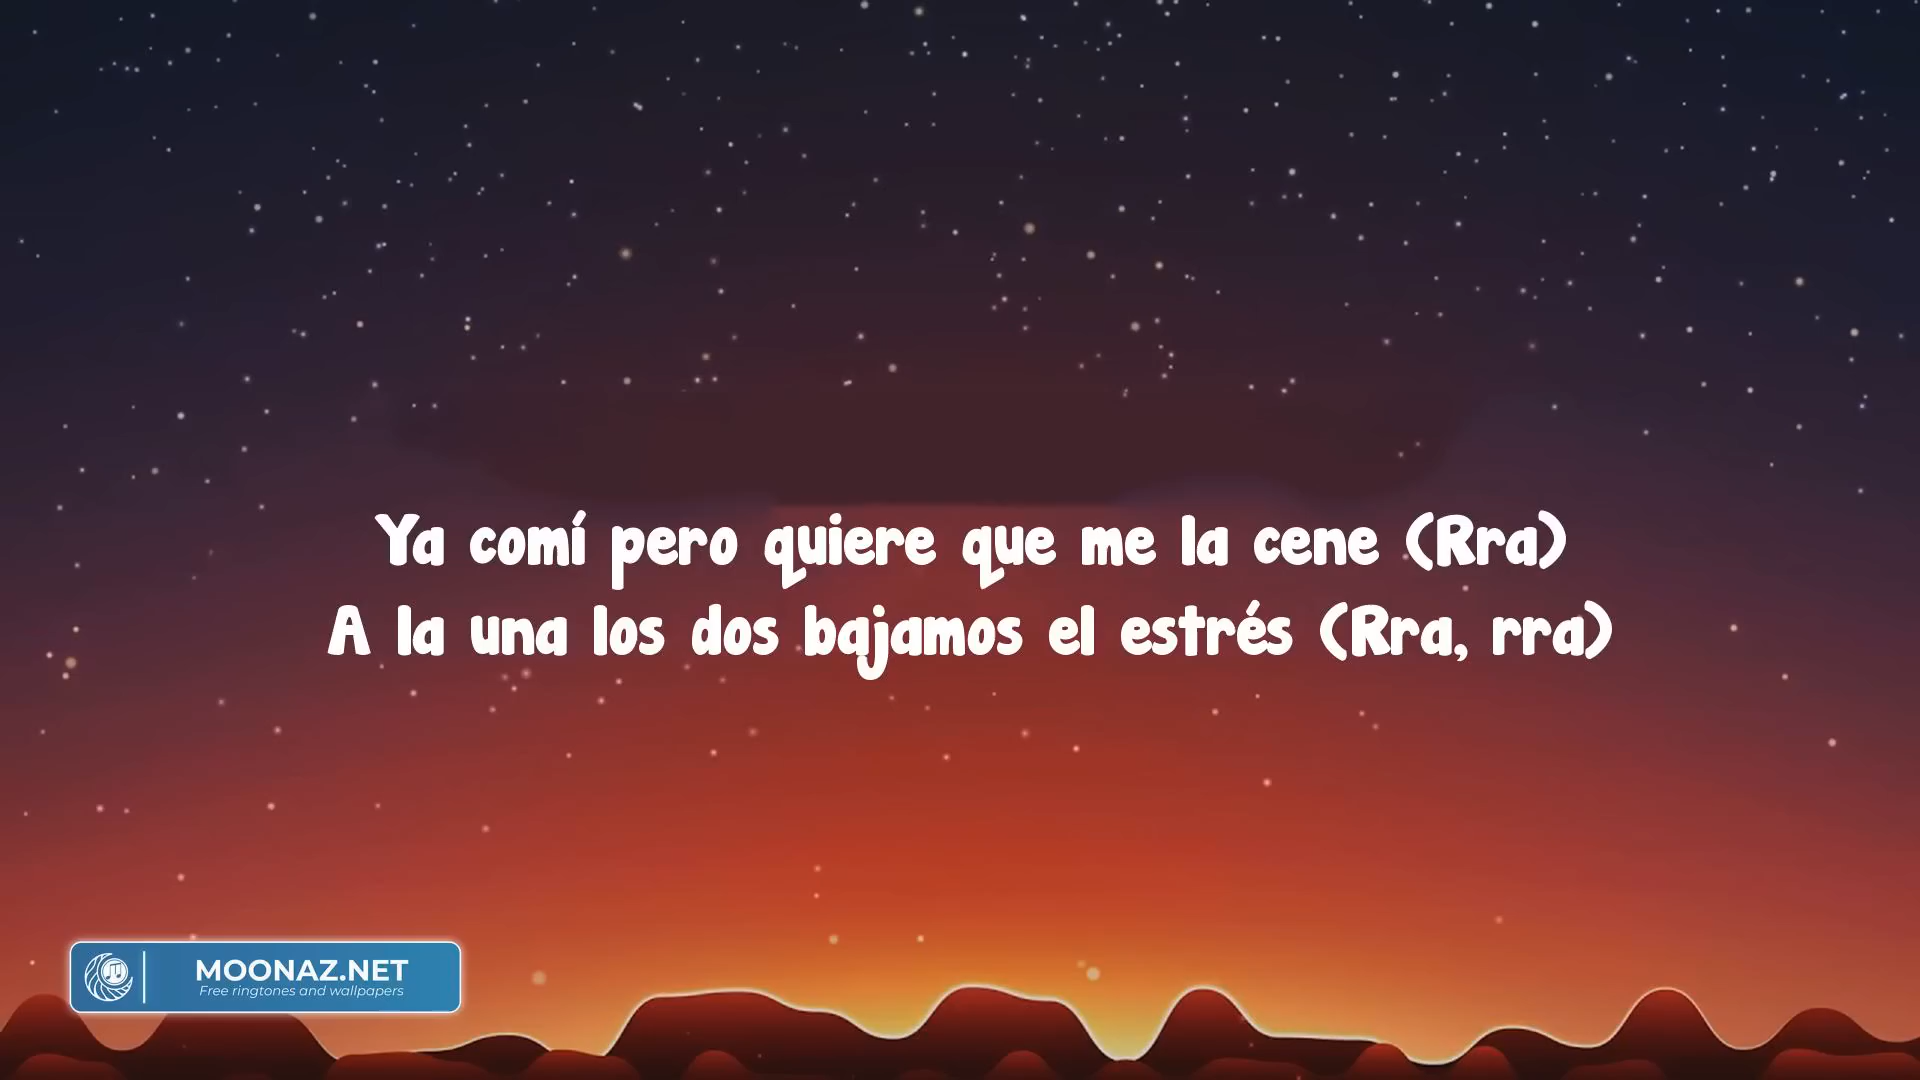 Ya comí pero quiere que me la cene (Rra)
A la una los dos bajamos el estrés (Rra, rra)
MOONAZ.NET
Free ringtones and wallpapers